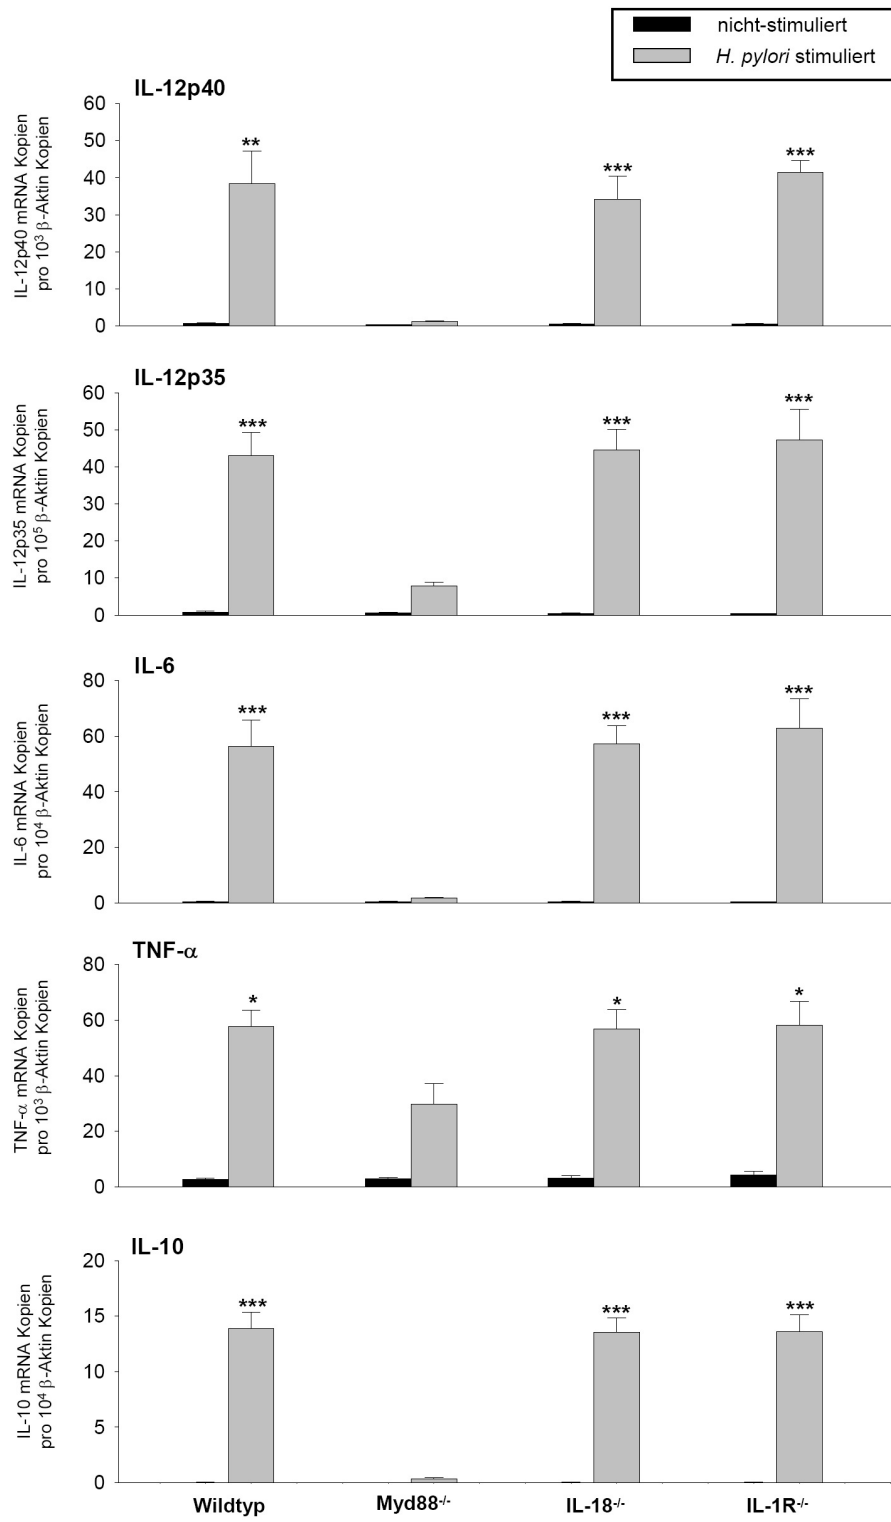 nicht-stimuliert
H. pylori stimuliert
IL-12p40
IL-12p40 mRNA Kopien
pro 10³ β-Aktin Kopien
60
50
40
30
20
10
0
**
***
***
IL-12p35
IL-12p35 mRNA Kopien
pro 10⁵ β-Aktin Kopien
60
50
40
30
20
10
0
***
***
***
IL-6
IL-6 mRNA Kopien
pro 10⁴ β-Aktin Kopien
80
60
40
20
0
***
***
***
TNF-α
TNF-α mRNA Kopien
pro 10³ β-Aktin Kopien
80
60
40
20
0
*
*
*
IL-10
IL-10 mRNA Kopien
pro 10⁴ β-Aktin Kopien
20
15
10
5
0
***
***
***
Wildtyp Myd88⁻/⁻ IL-18⁻/⁻ IL-1R⁻/⁻